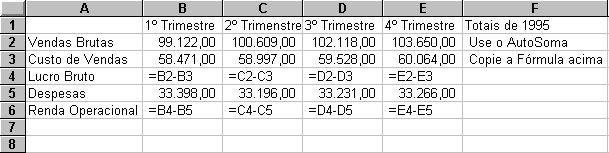 A B C D E F
1 1º Trimestre 2º Trimenstre 3º Trimestre 4º Trimestre Totais de 1995
2 Vendas Brutas 99.122,00 100.609,00 102.118,00 103.650,00 Use o AutoSoma
3 Custo de Vendas 58.471,00 58.997,00 59.528,00 60.064,00 Copie a Fórmula acima
4 Lucro Bruto =B2-B3 =C2-C3 =D2-D3 =E2-E3
5 Despesas 33.398,00 33.196,00 33.231,00 33.266,00
6 Renda Operacional =B4-B5 =C4-C5 =D4-D5 =E4-E5
7
8